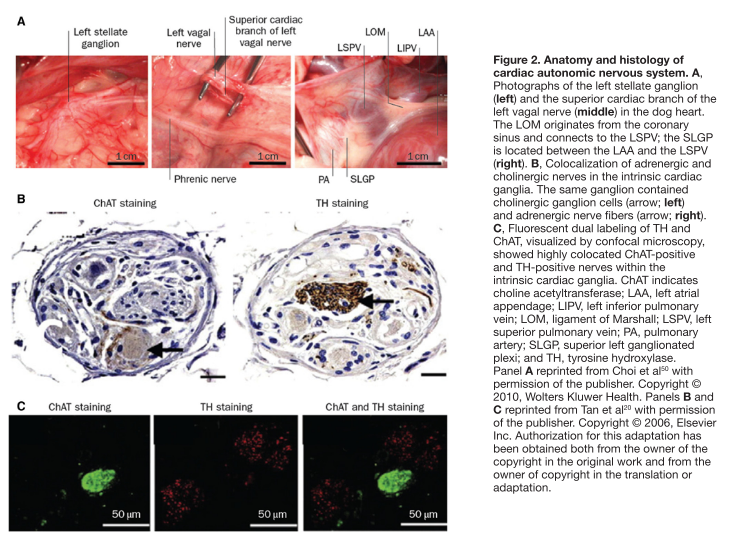 A
Left stellate
ganglion
Left vagal
nerve
Superior cardiac
branch of left
vagal nerve
LSPV
LOM
LIPV
LAA
1 cm
1 cm
1 cm
Phrenic nerve
PA
SLGP
B
ChAT staining
TH staining
C
ChAT staining
TH staining
ChAT and TH staining
50 µm
50 µm
50 µm
Figure 2. Anatomy and histology of
cardiac autonomic nervous system. A,
Photographs of the left stellate ganglion
(left) and the superior cardiac branch of the
left vagal nerve (middle) in the dog heart.
The LOM originates from the coronary
sinus and connects to the LSPV; the SLGP
is located between the LAA and the LSPV
(right). B, Colocalization of adrenergic and
cholinergic nerves in the intrinsic cardiac
ganglia. The same ganglion contained
cholinergic ganglion cells (arrow; left)
and adrenergic nerve fibers (arrow; right).
C, Fluorescent dual labeling of TH and
ChAT, visualized by confocal microscopy,
showed highly colocated ChAT-positive
and TH-positive nerves within the
intrinsic cardiac ganglia. ChAT indicates
choline acetyltransferase; LAA, left atrial
appendage; LIPV, left inferior pulmonary
vein; LOM, ligament of Marshall; LSPV, left
superior pulmonary vein; PA, pulmonary
artery; SLGP, superior left ganglionated
plexi; and TH, tyrosine hydroxylase.
Panel A reprinted from Choi et al50 with
permission of the publisher. Copyright ©
2010, Wolters Kluwer Health. Panels B and
C reprinted from Tan et al20 with permission
of the publisher. Copyright © 2006, Elsevier
Inc. Authorization for this adaptation has
been obtained both from the owner of the
copyright in the original work and from the
owner of copyright in the translation or
adaptation.